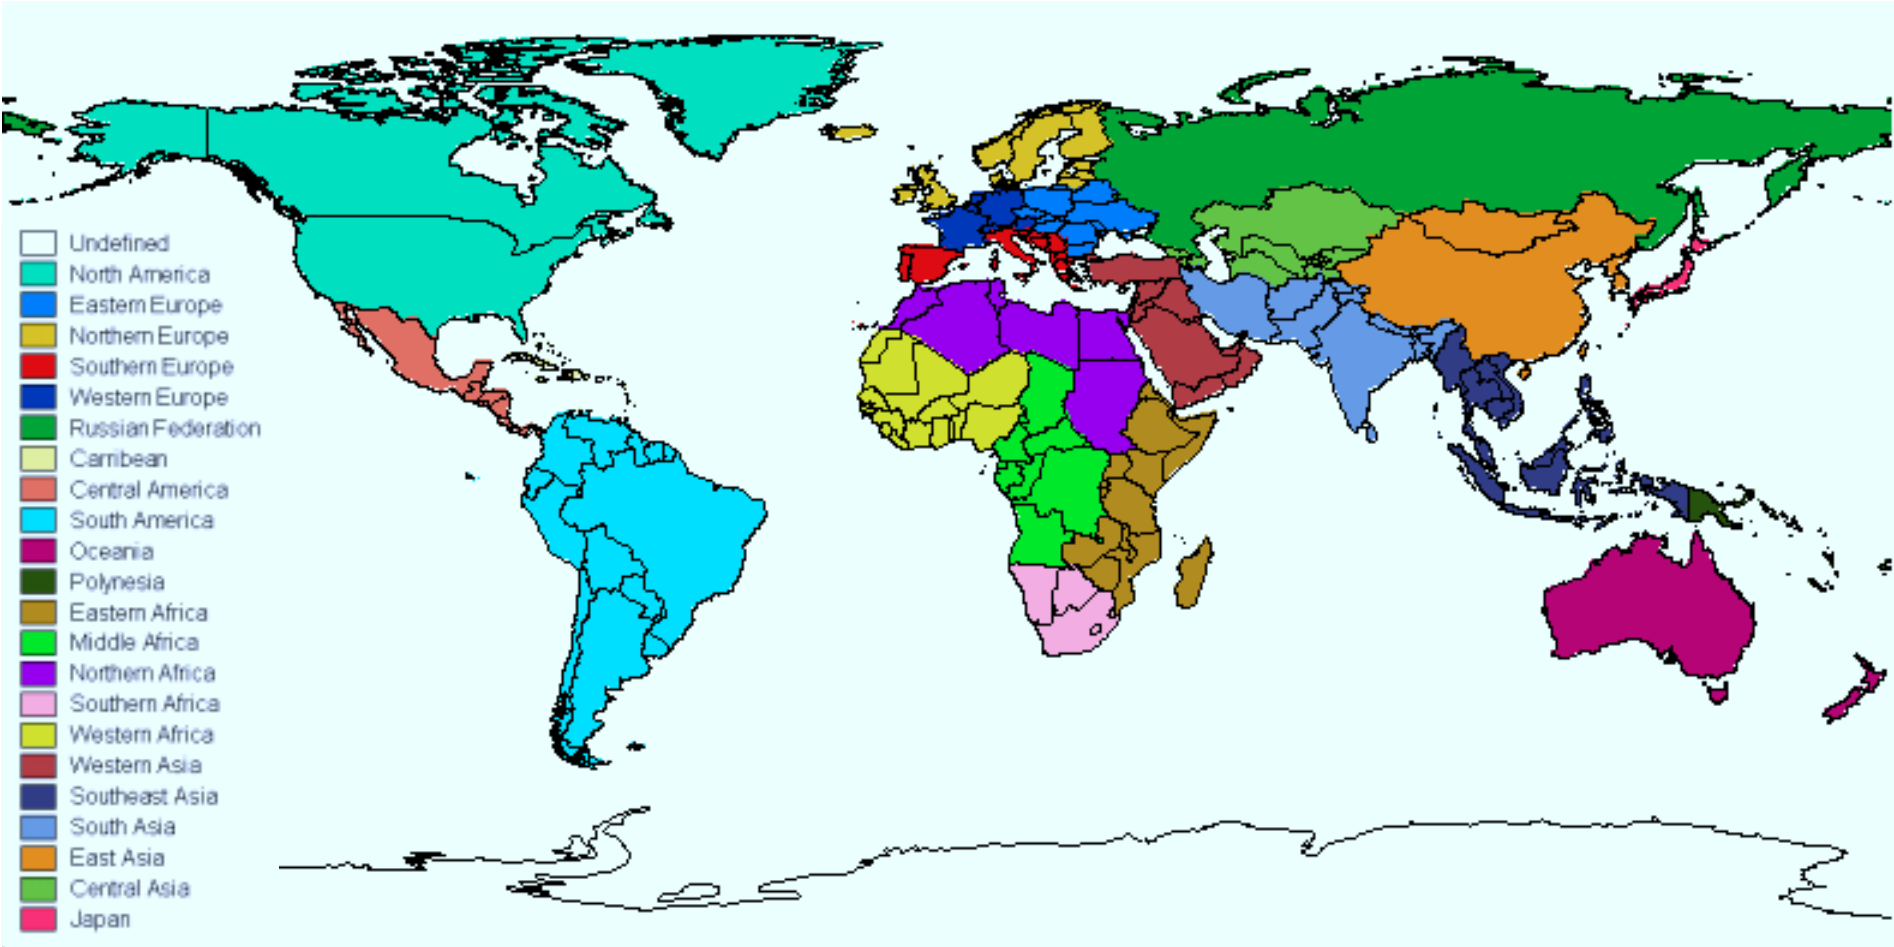 Undefined
North America
Eastern Europe
Northern Europe
Southern Europe
Western Europe
Russian Federation
Carribean
Central America
South America
Oceania
Polynesia
Eastern Africa
Middle Africa
Northern Africa
Southern Africa
Western Africa
Western Asia
Southeast Asia
South Asia
East Asia
Central Asia
Japan